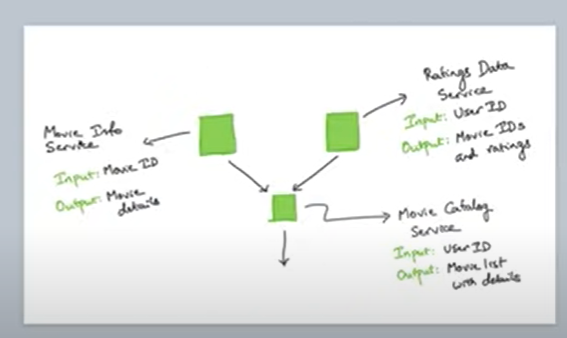 Movie Info
Service
Input: Movie ID
Output: Movie
details
Ratings Data
Service
Input: User ID
Output: Movie IDs
and ratings
Movie Catalog
Service
Input: User ID
Output: Movie list
with details